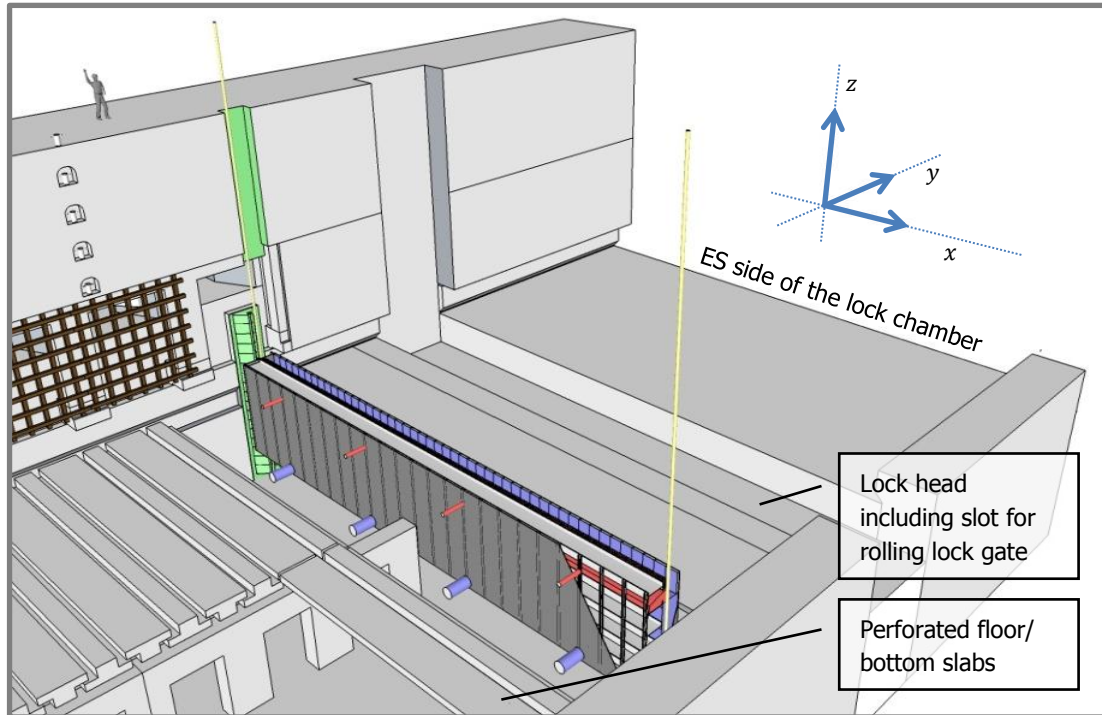 z
y
x
ES side of the lock chamber
Lock head
including slot for
rolling lock gate
Perforated floor/
bottom slabs